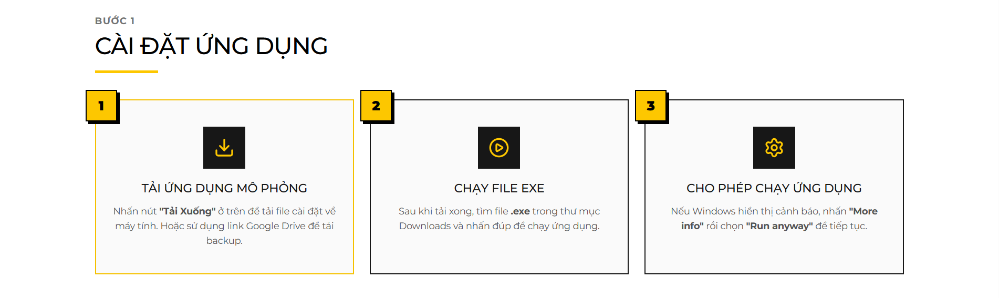 BƯỚC 1
CÀI ĐẶT ỨNG DỤNG
1
TẢI ỨNG DỤNG MÔ PHỎNG
Nhấn nút "Tải Xuống" ở trên để tải file cài đặt về
máy tính. Hoặc sử dụng link Google Drive để tải
backup.
2
CHẠY FILE EXE
Sau khi tải xong, tìm file .exe trong thư mục
Downloads và nhấn đúp để chạy ứng dụng.
3
CHO PHÉP CHẠY ỨNG DỤNG
Nếu Windows hiển thị cảnh báo, nhấn "More
info" rồi chọn "Run anyway" để tiếp tục.